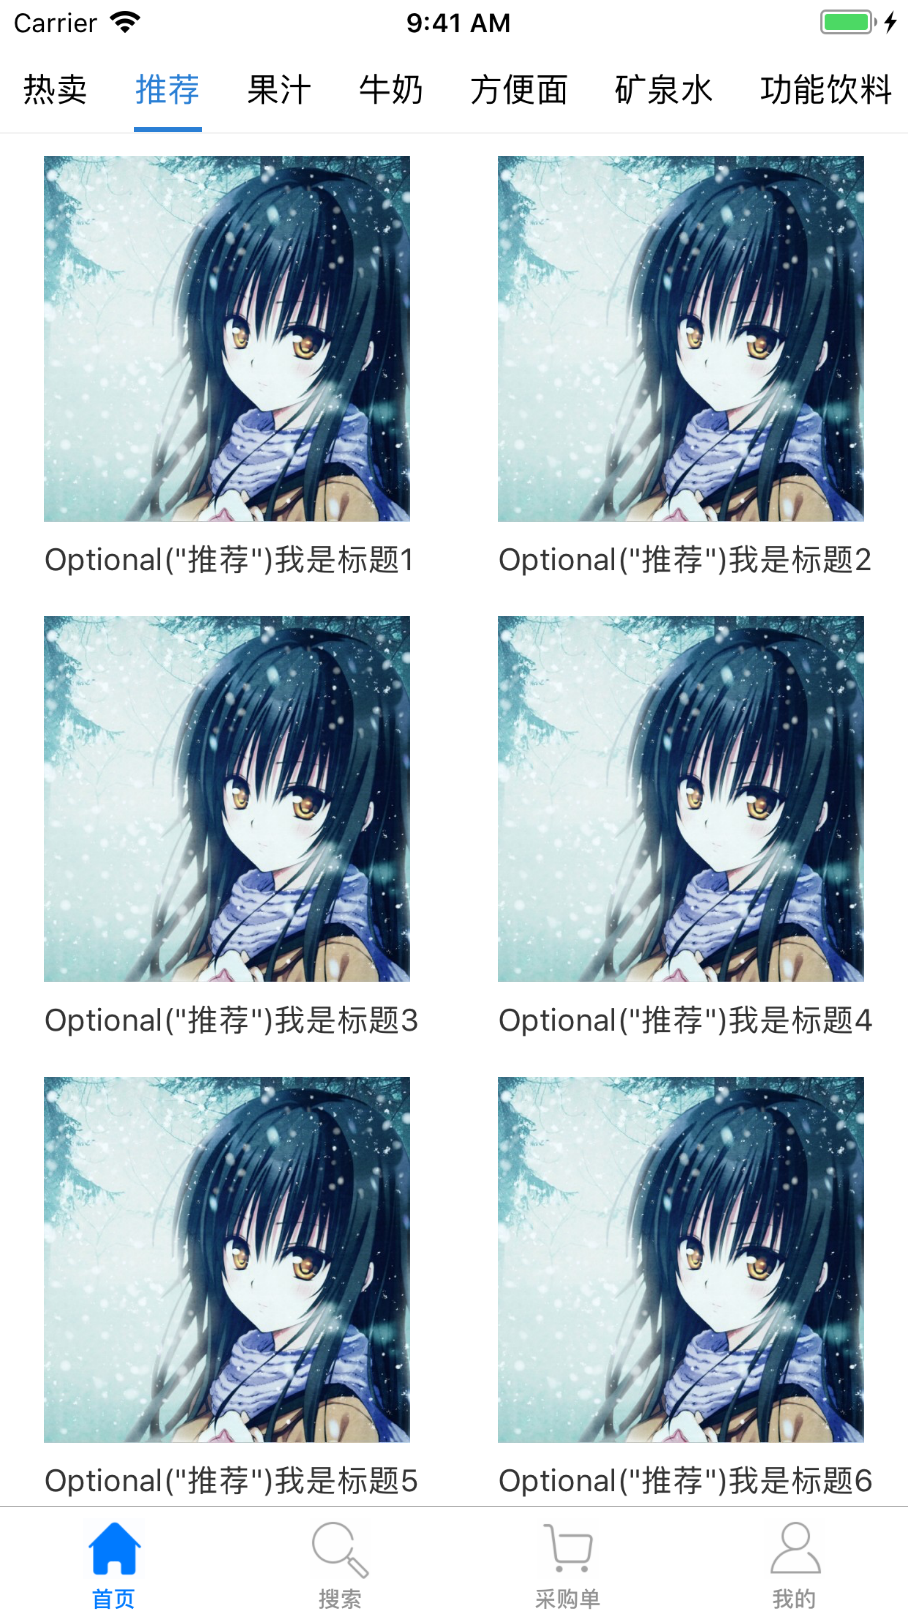 Carrier 9:41 AM
热卖 推荐 果汁 牛奶 方便面 矿泉水 功能饮料
Optional("推荐")我是标题1 Optional("推荐")我是标题2
Optional("推荐")我是标题3 Optional("推荐")我是标题4
Optional("推荐")我是标题5 Optional("推荐")我是标题6
首页 搜索 采购单 我的